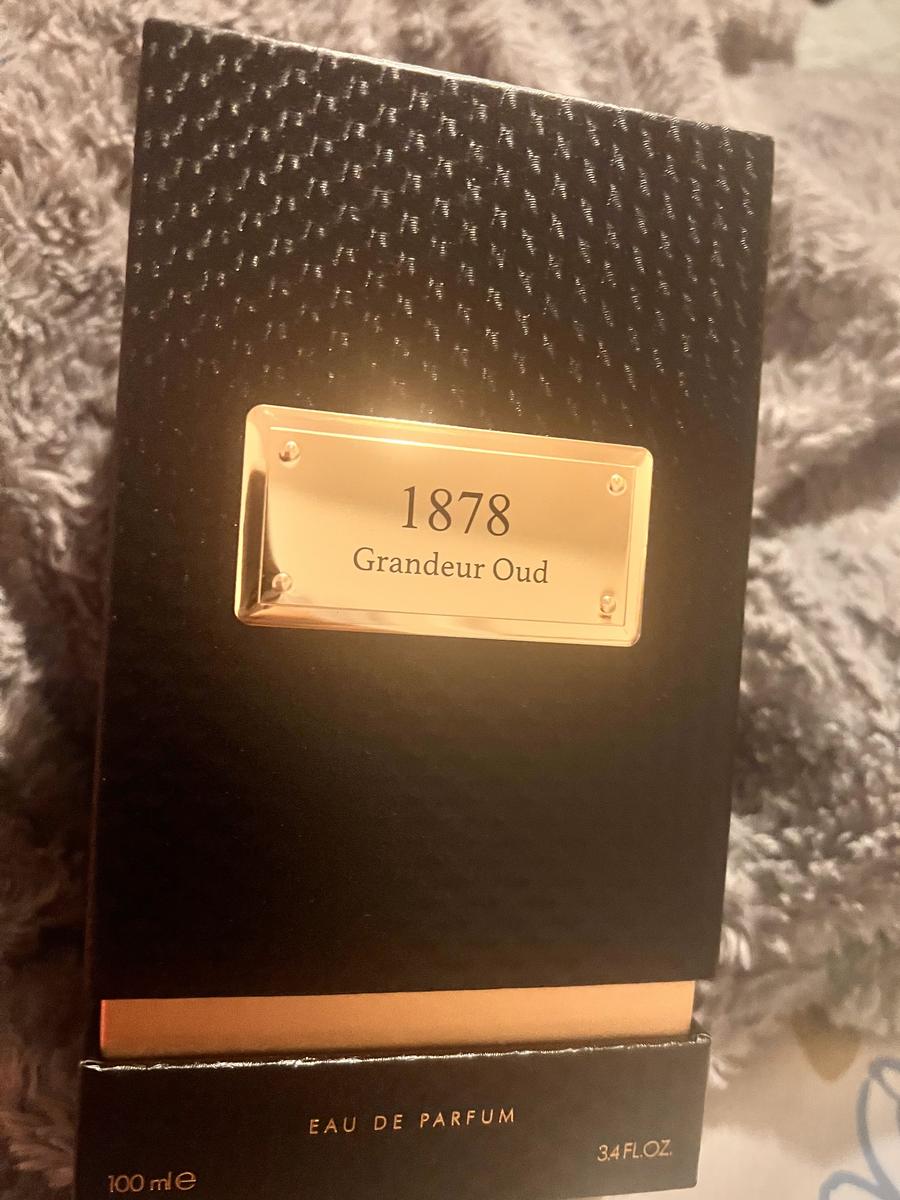 1878
Grandeur Oud
EAU DE PARFUM
3.4 FL.OZ.
100 ml ℮